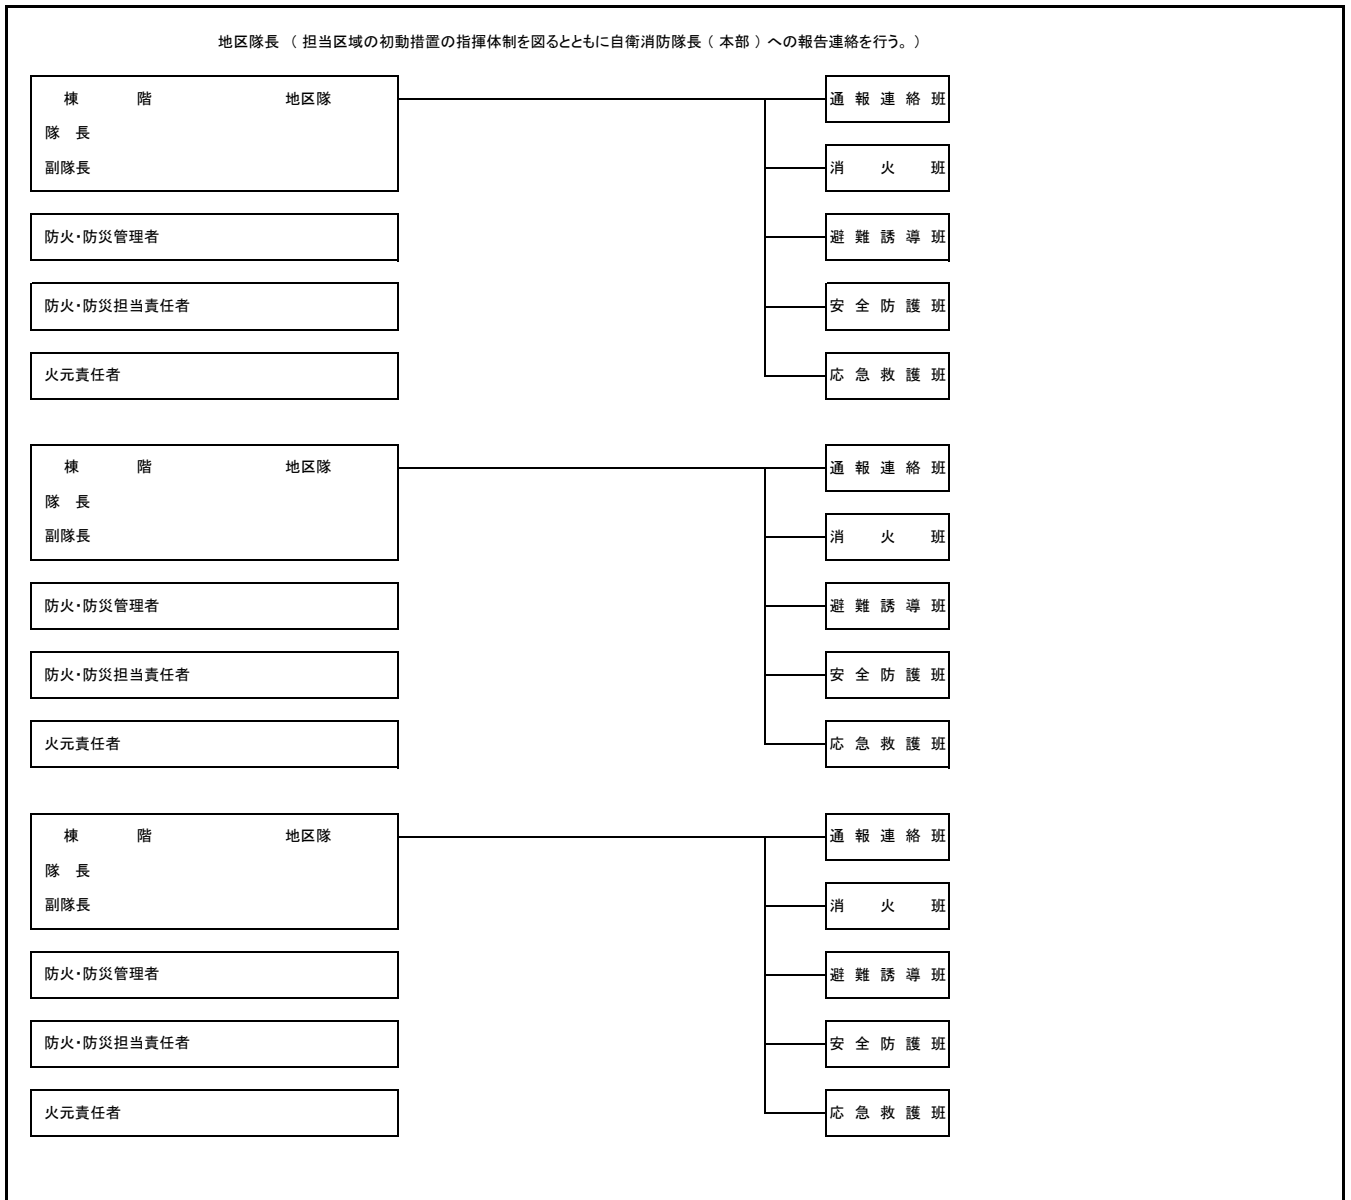 地区隊長 ( 担当区域の初動措置の指揮体制を図るとともに自衛消防隊長 ( 本部 ) への報告連絡を行う。 )
棟 階 地区隊 通 報 連 絡 班
隊 長
副隊長 消 火 班
防火・防災管理者 避 難 誘 導 班
防火・防災担当責任者 安 全 防 護 班
火元責任者 応 急 救 護 班
棟 階 地区隊 通 報 連 絡 班
隊 長
副隊長 消 火 班
防火・防災管理者 避 難 誘 導 班
防火・防災担当責任者 安 全 防 護 班
火元責任者 応 急 救 護 班
棟 階 地区隊 通 報 連 絡 班
隊 長
副隊長 消 火 班
防火・防災管理者 避 難 誘 導 班
防火・防災担当責任者 安 全 防 護 班
火元責任者 応 急 救 護 班